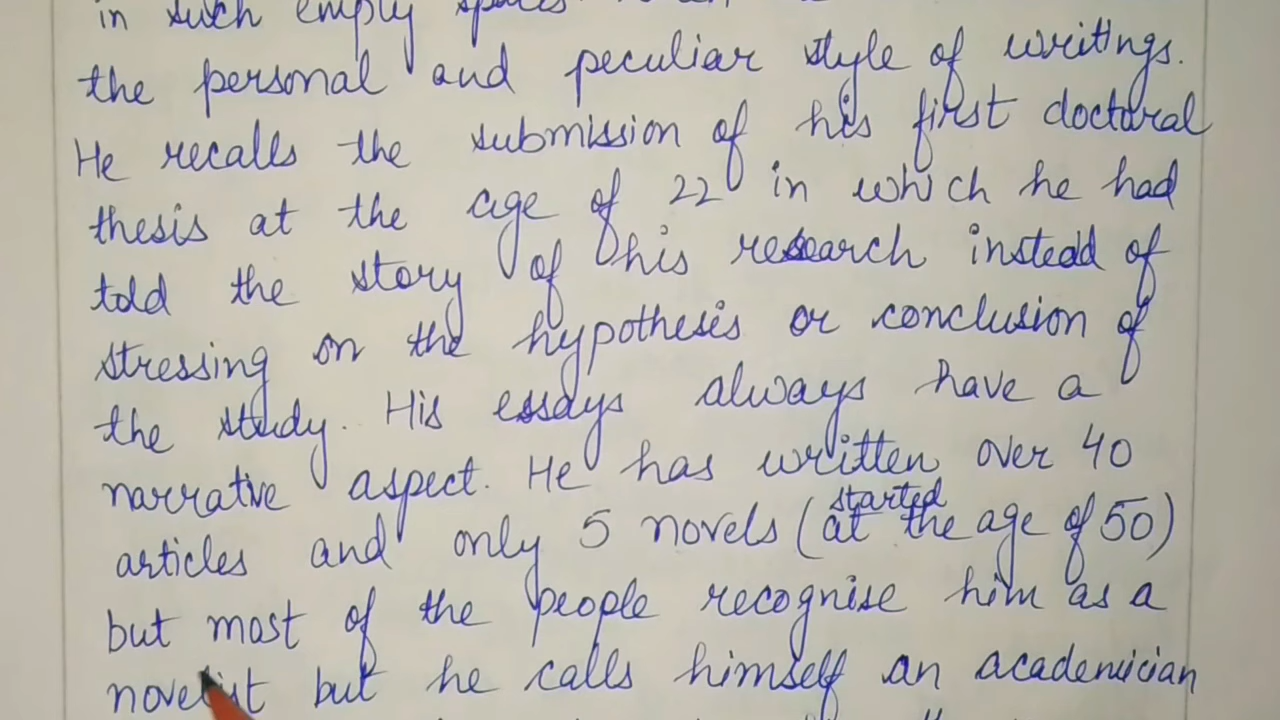 in such empty spaces
the personal and peculiar style of writings.
He recalls the submission of his first doctoral
thesis at the age of 22 in which he had
told the story of his research instead of
stressing on the hypothesis or conclusion of
the study. His essays always have a
narrative aspect. He has written over 40
started
articles and only 5 novels (at the age of 50)
but most of the people recognise him as a
novelist but he calls himself an academician